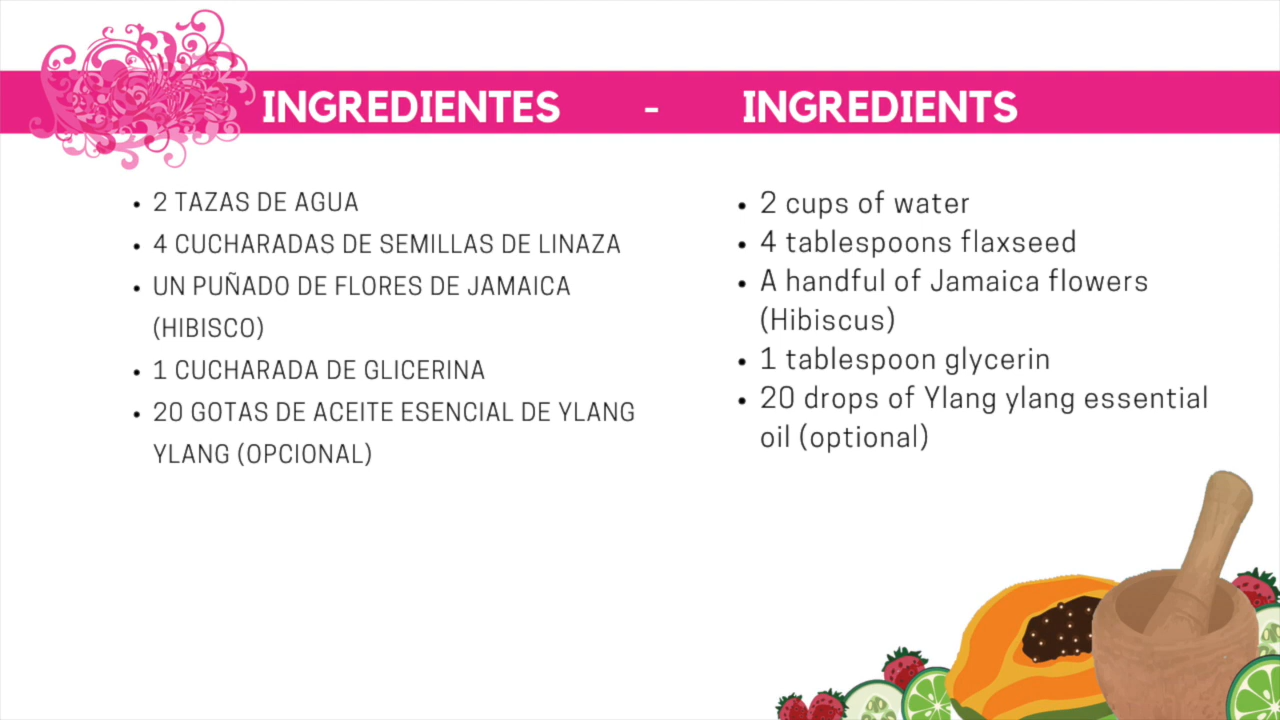 INGREDIENTES - INGREDIENTS
• 2 TAZAS DE AGUA
• 4 CUCHARADAS DE SEMILLAS DE LINAZA
• UN PUÑADO DE FLORES DE JAMAICA
(HIBISCO)
• 1 CUCHARADA DE GLICERINA
• 20 GOTAS DE ACEITE ESENCIAL DE YLANG
YLANG (OPCIONAL)
• 2 cups of water
• 4 tablespoons flaxseed
• A handful of Jamaica flowers
(Hibiscus)
• 1 tablespoon glycerin
• 20 drops of Ylang ylang essential
oil (optional)